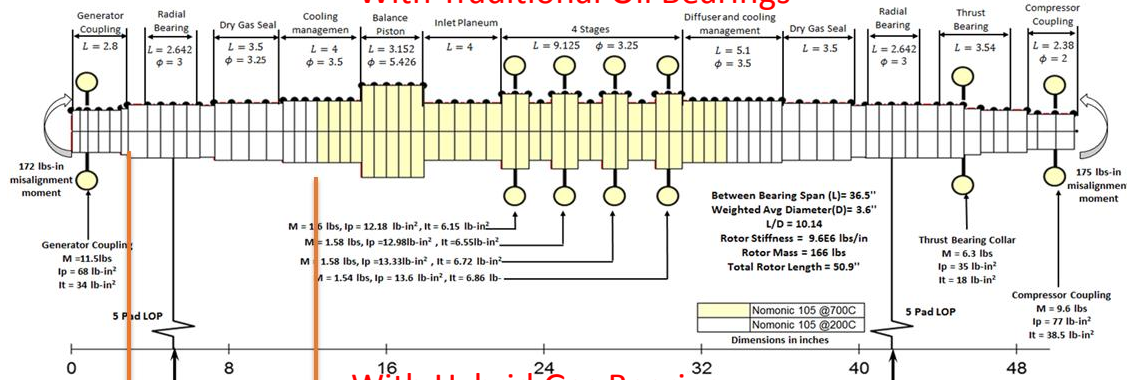 With Traditional Oil Bearings
Generator
Coupling
L = 2.8
Radial
Bearing
L = 2.642
ϕ = 3
Dry Gas Seal
L = 3.5
ϕ = 3.25
Cooling
managemen
L = 4
ϕ = 3.5
Balance
Piston
L = 3.152
ϕ = 5.426
Inlet Planeum
L = 4
4 Stages
L = 9.125 ϕ = 3.25
Diffuser and cooling
management
L = 5.1
ϕ = 3.5
Dry Gas Seal
L = 3.5
Radial
Bearing
L = 2.642
ϕ = 3
Thrust
Bearing
L = 3.54
Compressor
Coupling
L = 2.38
ϕ = 2
172 lbs-in
misalignment
moment
175 lbs-in
misalignment
moment
Generator Coupling
M =11.5lbs
Ip = 68 lb-in²
It = 34 lb-in²
M = 1.6 lbs, Ip = 12.18 lb-in², It = 6.15 lb-in²
M = 1.58 lbs, Ip =12.98lb-in² , It =6.55lb-in²
M = 1.58 lbs, Ip =13.33lb-in² , It = 6.72 lb-in²
M = 1.54 lbs, Ip = 13.6 lb-in², It = 6.86 lb-
Between Bearing Span (L)= 36.5''
Weighted Avg Diameter(D)= 3.6''
L/D = 10.14
Rotor Stiffness = 9.6E6 lbs/in
Rotor Mass = 166 lbs
Total Rotor Length = 50.9''
Thrust Bearing Collar
M = 6.3 lbs
Ip = 35 lb-in²
It = 18 lb-in²
Compressor Coupling
M = 9.6 lbs
Ip = 77 lb-in²
It = 38.5 lb-in²
5 Pad LOP
5 Pad LOP
Nomonic 105 @700C
Nomonic 105 @200C
Dimensions in inches
0 8 16 24 32 40 48
With Hybrid Gas Bearings